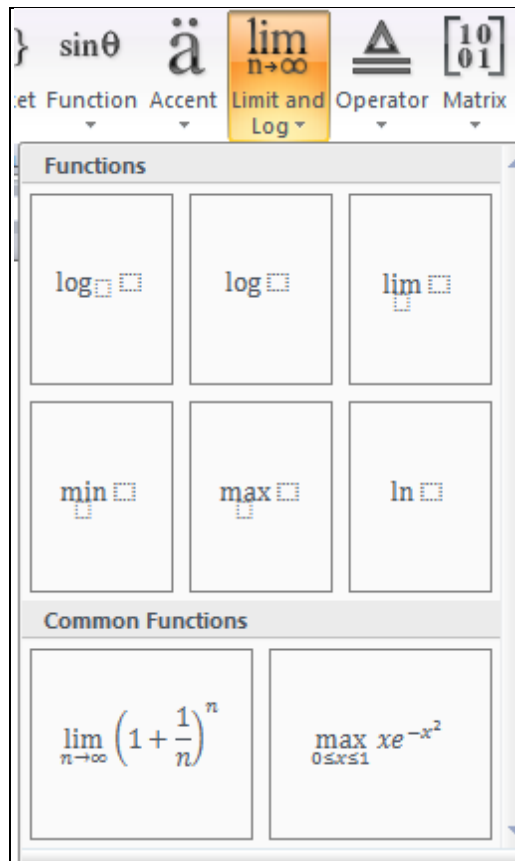 } sinθ ä lim n→∞ [1 0 0 1]
et Function Accent Limit and Log Operator Matrix
Functions
log log lim
min max ln
Common Functions
lim n→∞ (1 + 1/n)^n max 0≤x≤1 xe^−x^2